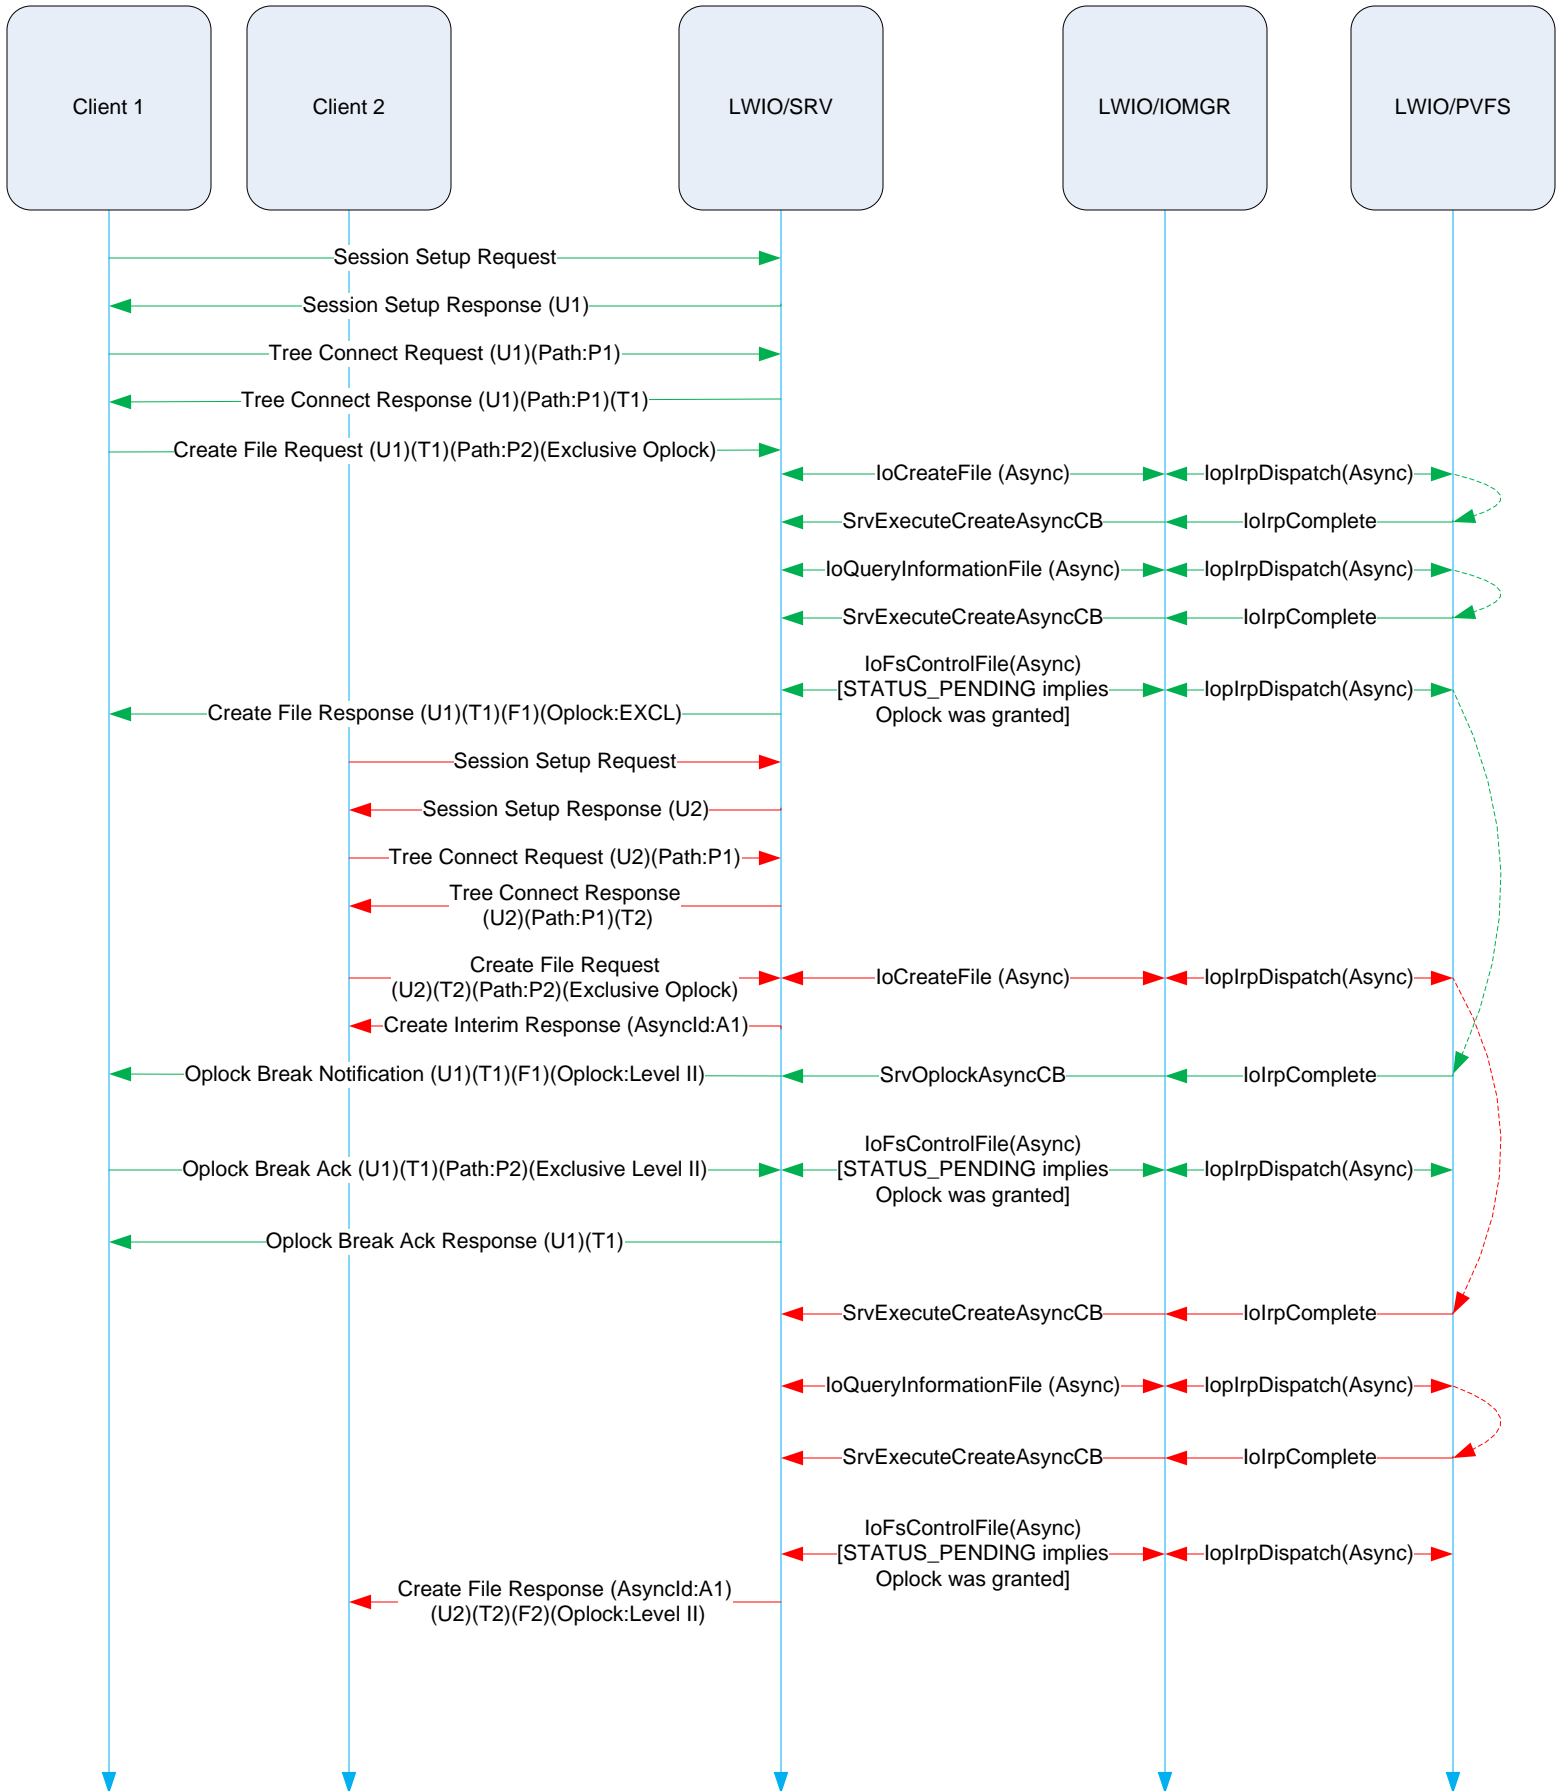 Client 1
Client 2
LWIO/SRV
LWIO/IOMGR
LWIO/PVFS
Session Setup Request
Session Setup Response (U1)
Tree Connect Request (U1)(Path:P1)
Tree Connect Response (U1)(Path:P1)(T1)
Create File Request (U1)(T1)(Path:P2)(Exclusive Oplock)
IoCreateFile (Async)
IopIrpDispatch(Async)
SrvExecuteCreateAsyncCB
IoIrpComplete
IoQueryInformationFile (Async)
IopIrpDispatch(Async)
SrvExecuteCreateAsyncCB
IoIrpComplete
IoFsControlFile(Async)
[STATUS_PENDING implies
Oplock was granted]
IopIrpDispatch(Async)
Create File Response (U1)(T1)(F1)(Oplock:EXCL)
Session Setup Request
Session Setup Response (U2)
Tree Connect Request (U2)(Path:P1)
Tree Connect Response
(U2)(Path:P1)(T2)
Create File Request
(U2)(T2)(Path:P2)(Exclusive Oplock)
IoCreateFile (Async)
IopIrpDispatch(Async)
Create Interim Response (AsyncId:A1)
Oplock Break Notification (U1)(T1)(F1)(Oplock:Level II)
SrvOplockAsyncCB
IoIrpComplete
Oplock Break Ack (U1)(T1)(Path:P2)(Exclusive Level II)
IoFsControlFile(Async)
[STATUS_PENDING implies
Oplock was granted]
IopIrpDispatch(Async)
Oplock Break Ack Response (U1)(T1)
SrvExecuteCreateAsyncCB
IoIrpComplete
IoQueryInformationFile (Async)
IopIrpDispatch(Async)
SrvExecuteCreateAsyncCB
IoIrpComplete
IoFsControlFile(Async)
[STATUS_PENDING implies
Oplock was granted]
IopIrpDispatch(Async)
Create File Response (AsyncId:A1)
(U2)(T2)(F2)(Oplock:Level II)